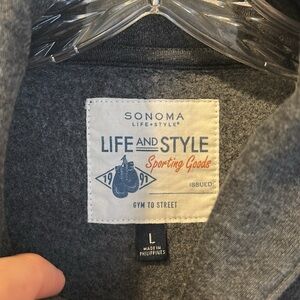 SONOMA
LIFE+STYLE®
LIFE AND STYLE
Sporting Goods
19 91
ISSUED
GYM TO STREET
L
MADE IN
PHILIPPINES